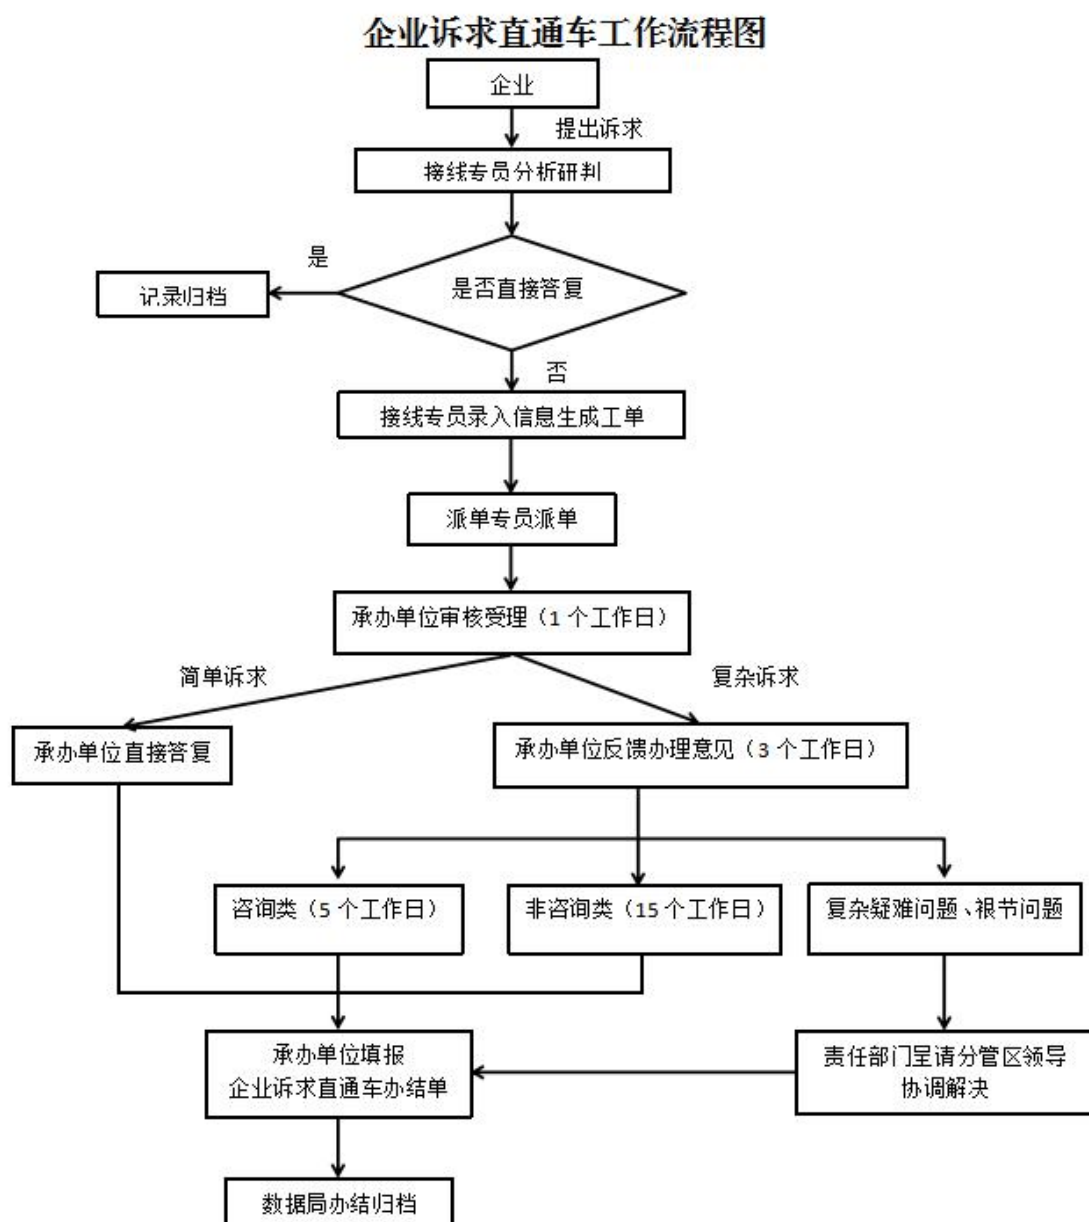 企业诉求直通车工作流程图
企业
提出诉求
接线专员分析研判
是
是否直接答复
记录归档
否
接线专员录入信息生成工单
派单专员派单
承办单位审核受理（1 个工作日）
简单诉求
复杂诉求
承办单位直接答复
承办单位反馈办理意见（3 个工作日）
咨询类（5 个工作日）
非咨询类（15 个工作日）
复杂疑难问题、根节问题
承办单位填报
企业诉求直通车办结单
责任部门呈请分管区领导
协调解决
数据局办结归档